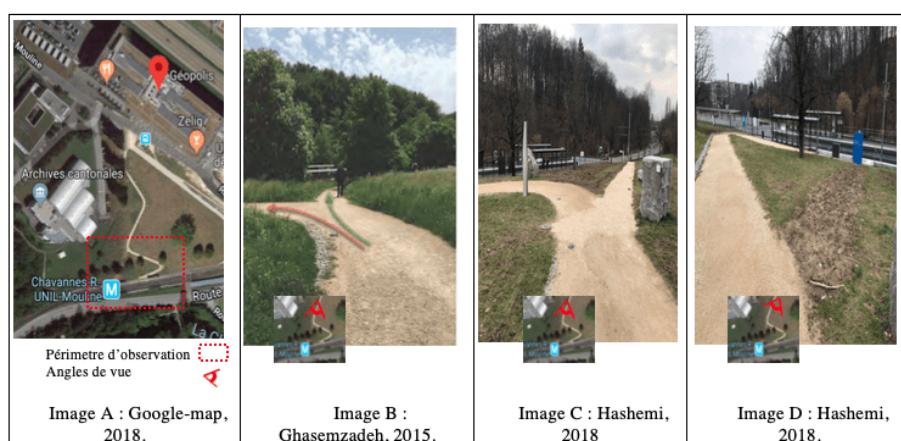 Mouline
Géopolis
Zelig
Archives cantonales
Chavannes-R.
UNIL-Mouline
M
Route
Périmetre d'observation
Angles de vue
Image A : Google-map,
2018.
Image B :
Ghasemzadeh, 2015.
Image C : Hashemi,
2018
Image D : Hashemi,
2018.